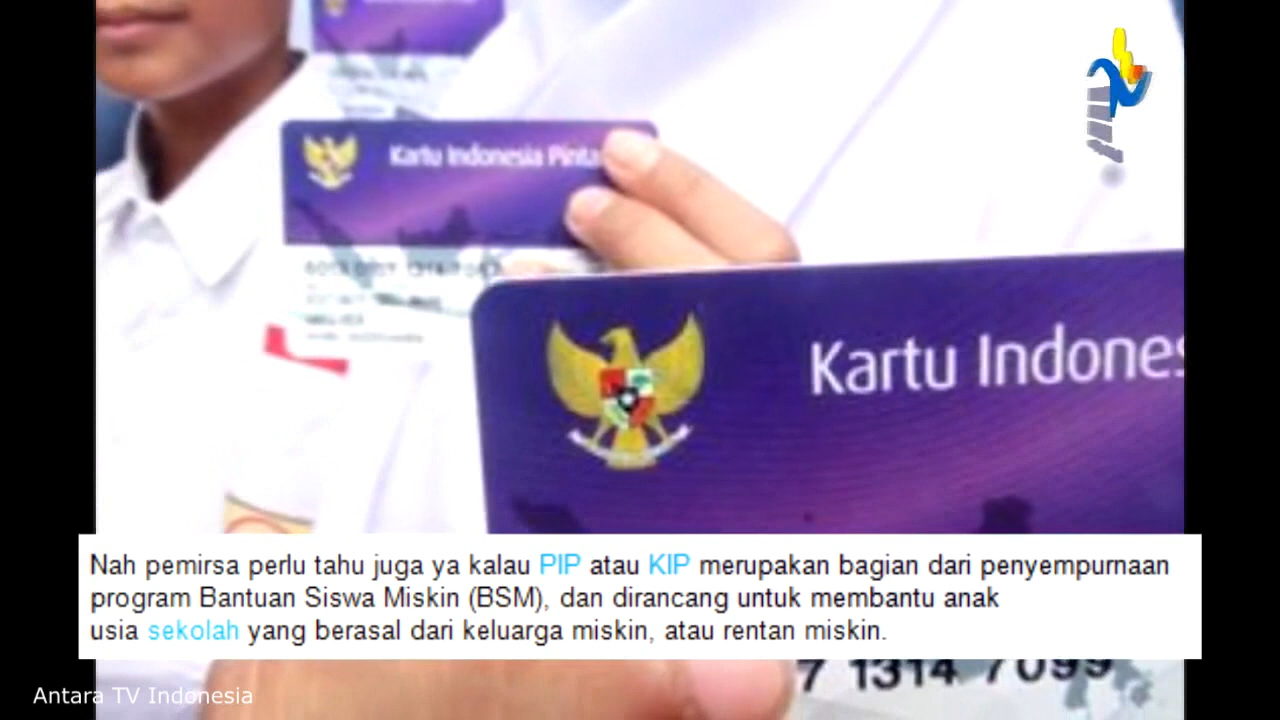 Kartu Indonesia Pinta
Kartu Indones
Nah pemirsa perlu tahu juga ya kalau PIP atau KIP merupakan bagian dari penyempurnaan
program Bantuan Siswa Miskin (BSM), dan dirancang untuk membantu anak
usia sekolah yang berasal dari keluarga miskin, atau rentan miskin.
7 1314 7099
Antara TV Indonesia